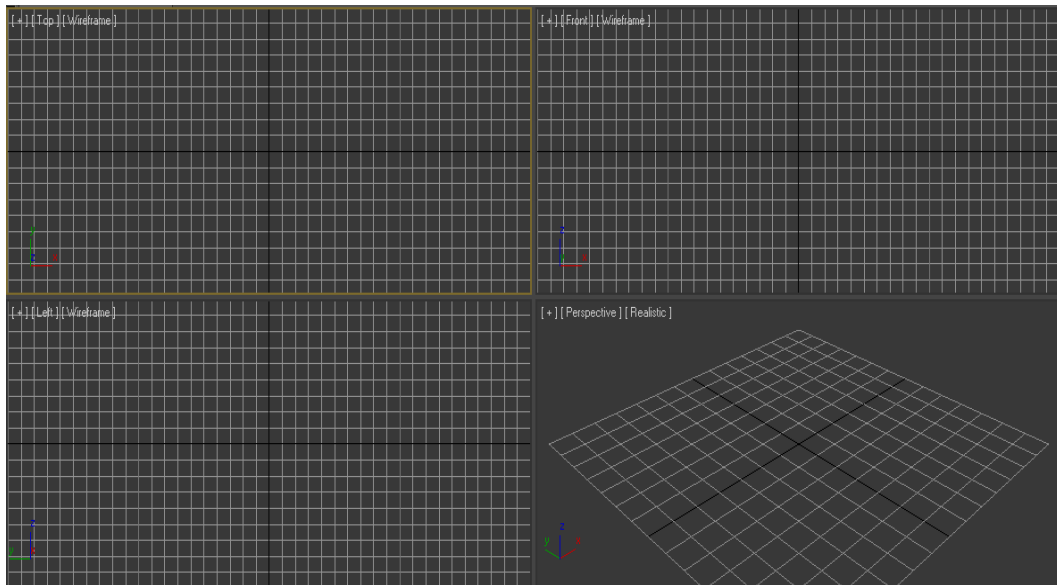 [ + ] [ Top ] [ Wireframe ]
[ + ] [ Front ] [ Wireframe ]
y
z x
z
x
[ + ] [ Left ] [ Wireframe ]
[ + ] [ Perspective ] [ Realistic ]
z
y x
z
y x